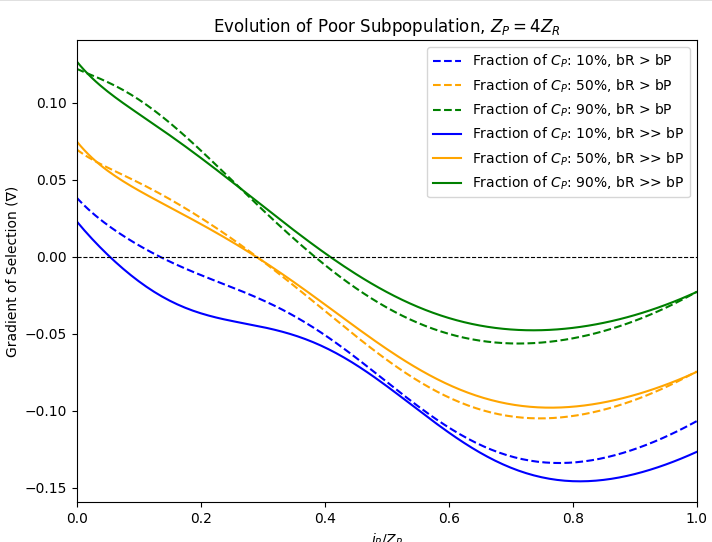 Evolution of Poor Subpopulation, Z_P = 4Z_R
Fraction of C_P: 10%, bR > bP
Fraction of C_P: 50%, bR > bP
Fraction of C_P: 90%, bR > bP
Fraction of C_P: 10%, bR >> bP
Fraction of C_P: 50%, bR >> bP
Fraction of C_P: 90%, bR >> bP
Gradient of Selection (∇)
0.10
0.05
0.00
−0.05
−0.10
−0.15
0.0 0.2 0.4 0.6 0.8 1.0